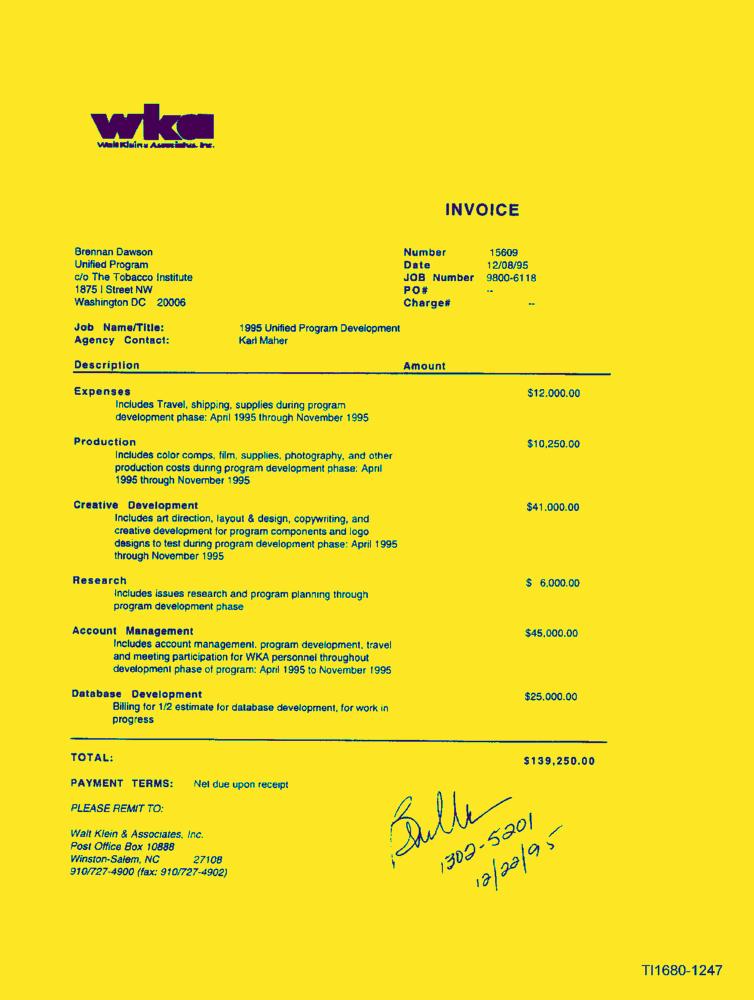 wka
Walt Klein & Associates, Inc.
INVOICE
Brennan Dawson
Unified Program
c/o The Tobacco Institute
1875 I Street NW
Washington DC 20006
Number 15609
Date 12/08/95
JOB Number 9800-6118
PO# --
Charge# --
Job Name/Title: 1995 Unified Program Development
Agency Contact: Karl Maher
Description Amount
Expenses $12,000.00
Includes Travel, shipping, supplies during program
development phase: April 1995 through November 1995
Production $10,250.00
Includes color comps, film, supplies, photography, and other
production costs during program development phase: April
1995 through November 1995
Creative Development $41,000.00
Includes art direction, layout & design, copywriting, and
creative development for program components and logo
designs to test during program development phase: April 1995
through November 1995
Research $ 6,000.00
Includes issues research and program planning through
program development phase
Account Management $45,000.00
Includes account management, program development, travel
and meeting participation for WKA personnel throughout
development phase of program: April 1995 to November 1995
Database Development $25,000.00
Billing for 1/2 estimate for database development, for work in
progress
TOTAL: $139,250.00
PAYMENT TERMS: Net due upon receipt
PLEASE REMIT TO:
Walt Klein & Associates, Inc.
Post Office Box 10888
Winston-Salem, NC 27108
910/727-4900 (fax: 910/727-4902)
1302-5201
12/22/95
TI1680-1247